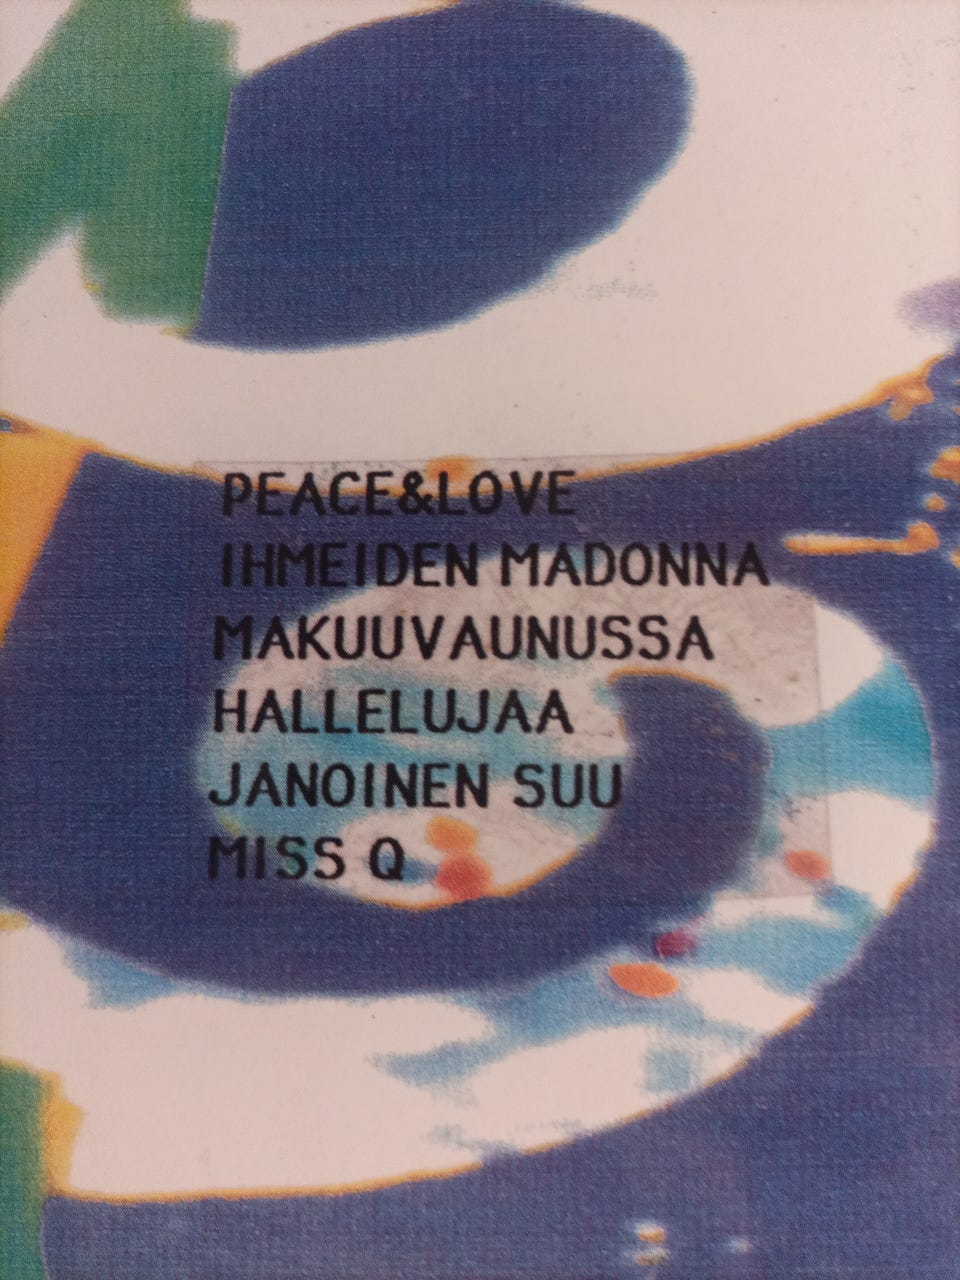 PEACE&LOVE
IHMEIDEN MADONNA
MAKUUVAUNUSSA
HALLELUJAA
JANOINEN SUU
MISS Q